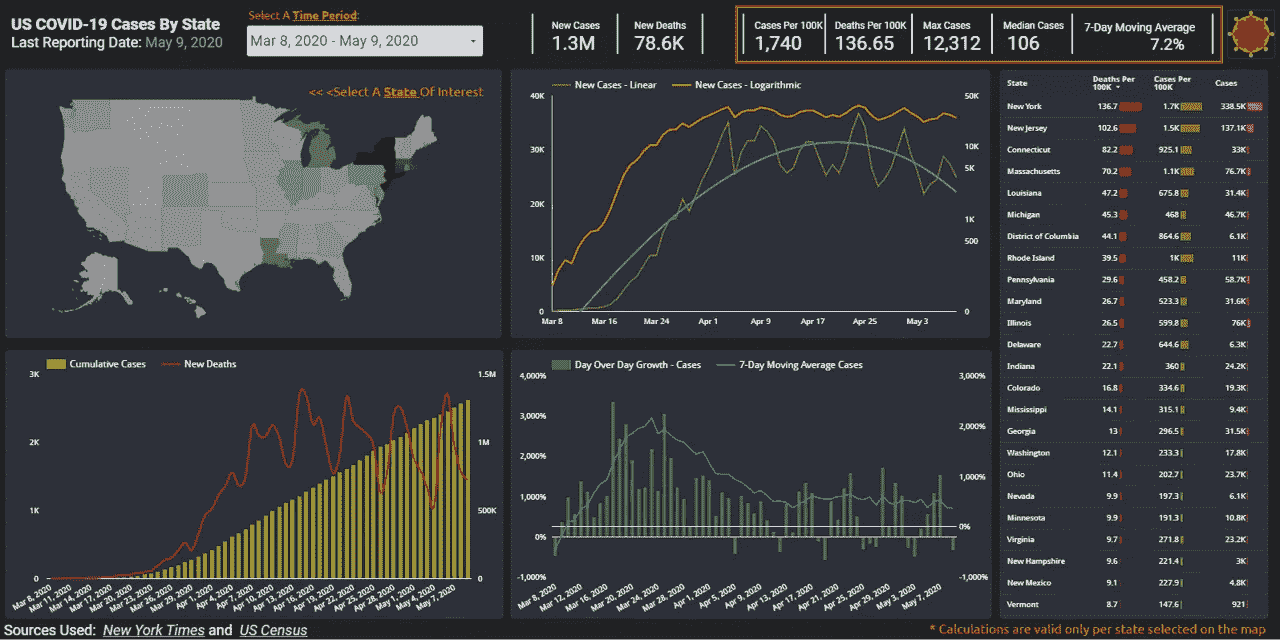 US COVID-19 Cases By State
Last Reporting Date: May 9, 2020
Select A Time Period:
Mar 8, 2020 - May 9, 2020
New Cases
1.3M
New Deaths
78.6K
Cases Per 100K
1,740
Deaths Per 100K
136.65
Max Cases
12,312
Median Cases
106
7-Day Moving Average
7.2%
<< <Select A State Of Interest
New Cases - Linear New Cases - Logarithmic
40K
30K
20K
10K
0
50K
10K
5K
1K
500
0
Mar 8 Mar 16 Mar 24 Apr 1 Apr 9 Apr 17 Apr 25 May 3
State Deaths Per 100K Cases Per 100K Cases
New York 136.7 1.7K 338.5K
New Jersey 102.6 1.5K 137.1K
Connecticut 82.2 925.1 33K
Massachusetts 70.2 1.1K 76.7K
Louisiana 47.2 675.8 31.4K
Michigan 45.3 468 46.7K
District of Columbia 44.1 864.6 6.1K
Rhode Island 39.5 1K 11K
Pennsylvania 29.6 458.2 58.7K
Maryland 26.7 523.3 31.6K
Illinois 26.5 599.8 76K
Delaware 22.7 644.6 6.3K
Indiana 22.1 360 24.2K
Colorado 16.8 334.6 19.3K
Mississippi 14.1 315.1 9.4K
Georgia 13 296.5 31.5K
Washington 12.1 233.3 17.8K
Ohio 11.4 202.7 23.7K
Nevada 9.9 197.3 6.1K
Minnesota 9.9 191.3 10.8K
Virginia 9.7 271.8 23.2K
New Hampshire 9.6 221.4 3K
New Mexico 9.1 227.9 4.8K
Vermont 8.7 147.6 921
Cumulative Cases New Deaths
3K
2K
1K
0
1.5M
1M
500K
0
Mar 8, 2020 Mar 11, 2020 Mar 14, 2020 Mar 17, 2020 Mar 20, 2020 Mar 23, 2020 Mar 26, 2020 Mar 29, 2020 Apr 1, 2020 Apr 4, 2020 Apr 7, 2020 Apr 10, 2020 Apr 13, 2020 Apr 16, 2020 Apr 19, 2020 Apr 22, 2020 Apr 25, 2020 Apr 28, 2020 May 1, 2020 May 4, 2020 May 7, 2020
Day Over Day Growth - Cases 7-Day Moving Average Cases
4,000%
3,000%
2,000%
1,000%
0%
-1,000%
3,000%
2,000%
1,000%
0%
-1,000%
Mar 8, 2020 Mar 12, 2020 Mar 16, 2020 Mar 20, 2020 Mar 24, 2020 Mar 28, 2020 Apr 1, 2020 Apr 5, 2020 Apr 9, 2020 Apr 13, 2020 Apr 17, 2020 Apr 21, 2020 Apr 25, 2020 Apr 29, 2020 May 3, 2020 May 7, 2020
Sources Used: New York Times and US Census
* Calculations are valid only per state selected on the map